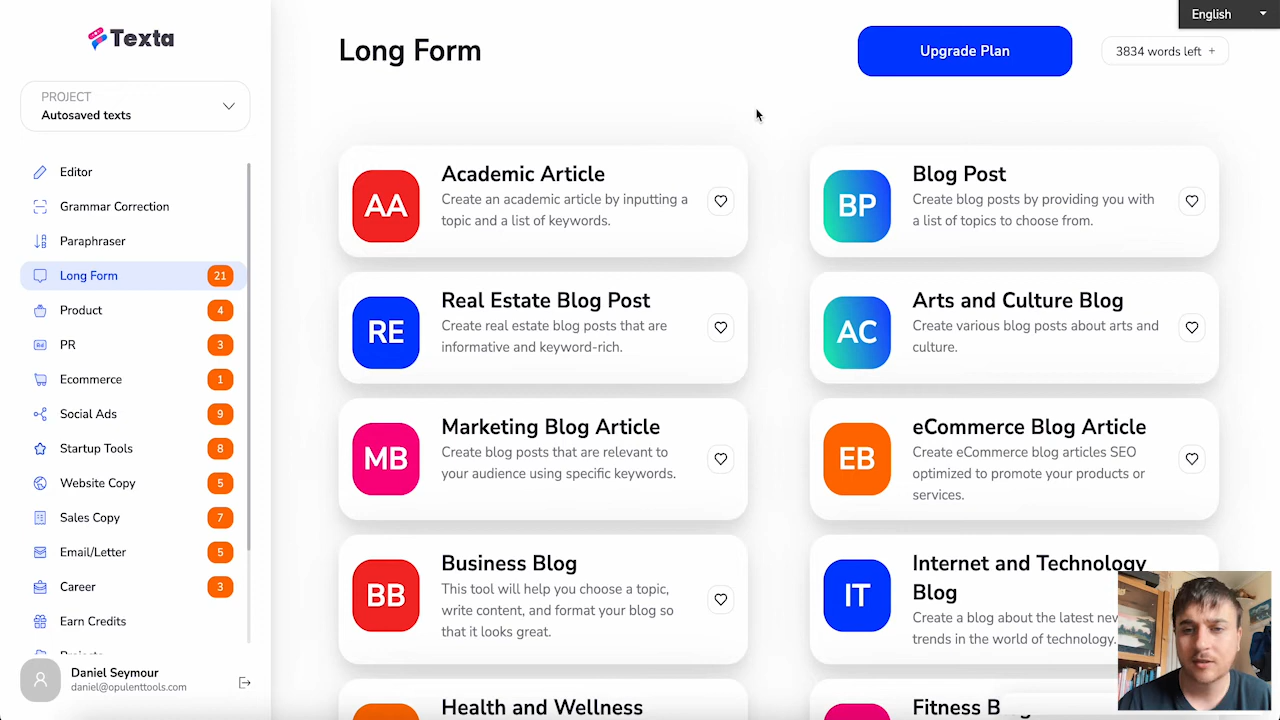 Texta
PROJECT
Autosaved texts
Editor
Grammar Correction
Paraphraser
Long Form 21
Product 4
PR 3
Ecommerce 1
Social Ads 9
Startup Tools 8
Website Copy 5
Sales Copy 7
Email/Letter 5
Career 3
Earn Credits
Daniel Seymour
daniel@opulenttools.com
Long Form
Upgrade Plan
3834 words left +
English
AA
Academic Article
Create an academic article by inputting a
topic and a list of keywords.
BP
Blog Post
Create blog posts by providing you with
a list of topics to choose from.
RE
Real Estate Blog Post
Create real estate blog posts that are
informative and keyword-rich.
AC
Arts and Culture Blog
Create various blog posts about arts and
culture.
MB
Marketing Blog Article
Create blog posts that are relevant to
your audience using specific keywords.
EB
eCommerce Blog Article
Create eCommerce blog articles SEO
optimized to promote your products or
services.
BB
Business Blog
This tool will help you choose a topic,
write content, and format your blog so
that it looks great.
IT
Internet and Technology
Blog
Create a blog about the latest
trends in the world of technology.
Health and Wellness
Fitness